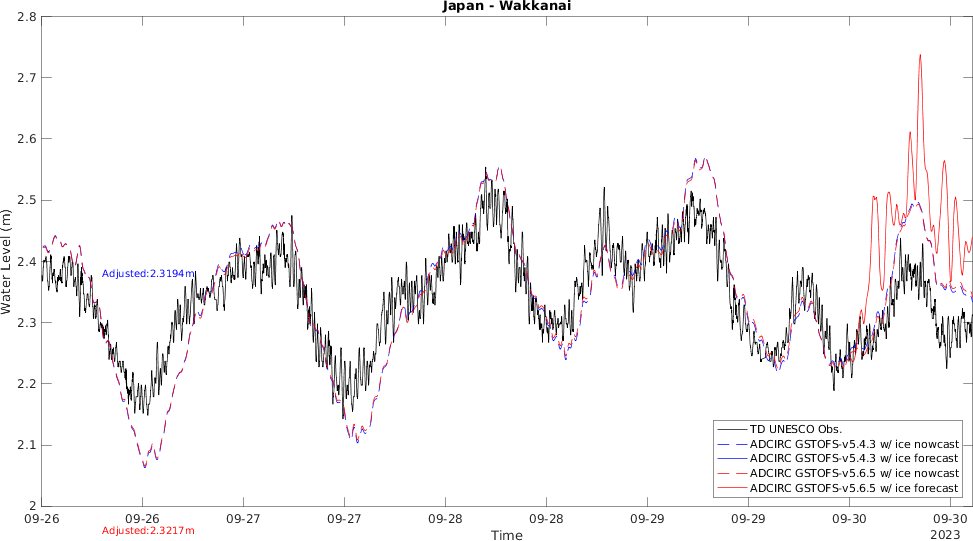 Japan - Wakkanai
2.8
2.7
2.6
2.5
2.4
2.3
2.2
2.1
2
Water Level (m)
Adjusted:2.3194m
TD UNESCO Obs.
ADCIRC GSTOFS-v5.4.3 w/ ice nowcast
ADCIRC GSTOFS-v5.4.3 w/ ice forecast
ADCIRC GSTOFS-v5.6.5 w/ ice nowcast
ADCIRC GSTOFS-v5.6.5 w/ ice forecast
09-26 09-26 09-27 09-27 09-28 09-28 09-29 09-29 09-30 09-30
Adjusted:2.3217m
Time
2023